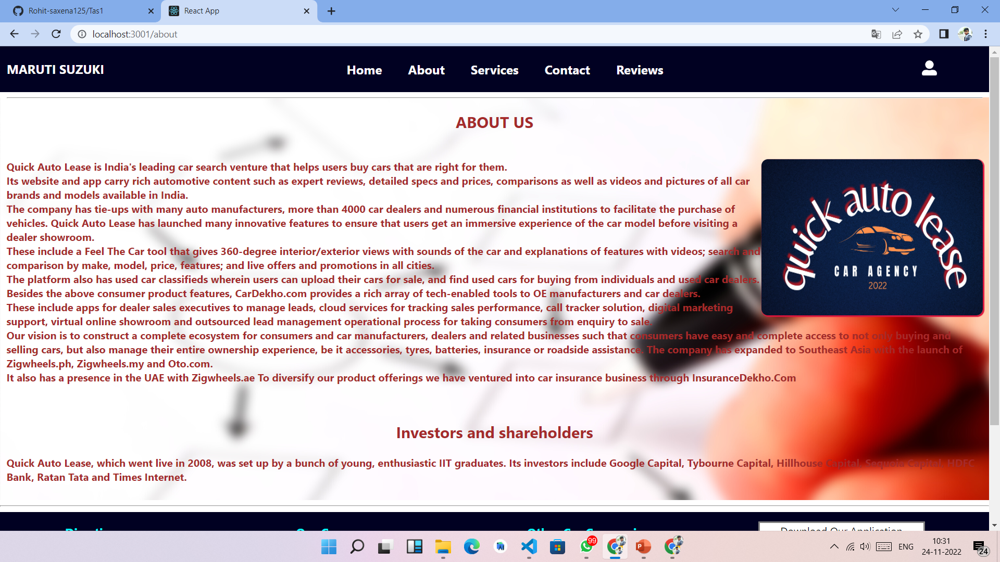 Rohit-saxena125/Tas1
React App
localhost:3001/about
MARUTI SUZUKI
Home
About
Services
Contact
Reviews
ABOUT US
Quick Auto Lease is India's leading car search venture that helps users buy cars that are right for them.
Its website and app carry rich automotive content such as expert reviews, detailed specs and prices, comparisons as well as videos and pictures of all car
brands and models available in India.
The company has tie-ups with many auto manufacturers, more than 4000 car dealers and numerous financial institutions to facilitate the purchase of
vehicles. Quick Auto Lease has launched many innovative features to ensure that users get an immersive experience of the car model before visiting a
dealer showroom.
These include a Feel The Car tool that gives 360-degree interior/exterior views with sounds of the car and explanations of features with videos; search and
comparison by make, model, price, features; and live offers and promotions in all cities.
The platform also has used car classifieds wherein users can upload their cars for sale, and find used cars for buying from individuals and used car dealers.
Besides the above consumer product features, CarDekho.com provides a rich array of tech-enabled tools to OE manufacturers and car dealers.
These include apps for dealer sales executives to manage leads, cloud services for tracking sales performance, call tracker solution, digital marketing
support, virtual online showroom and outsourced lead management operational process for taking consumers from enquiry to sale.
Our vision is to construct a complete ecosystem for consumers and car manufacturers, dealers and related businesses such that consumers have easy and complete access to not only buying and
selling cars, but also manage their entire ownership experience, be it accessories, tyres, batteries, insurance or roadside assistance. The company has expanded to Southeast Asia with the launch of
Zigwheels.ph, Zigwheels.my and Oto.com.
It also has a presence in the UAE with Zigwheels.ae To diversify our product offerings we have ventured into car insurance business through InsuranceDekho.Com
quick auto lease
CAR AGENCY
2022
Investors and shareholders
Quick Auto Lease, which went live in 2008, was set up by a bunch of young, enthusiastic IIT graduates. Its investors include Google Capital, Tybourne Capital, Hillhouse Capital, Sequoia Capital, HDFC
Bank, Ratan Tata and Times Internet.
Download Our Application
99
ENG
10:31
24-11-2022
24